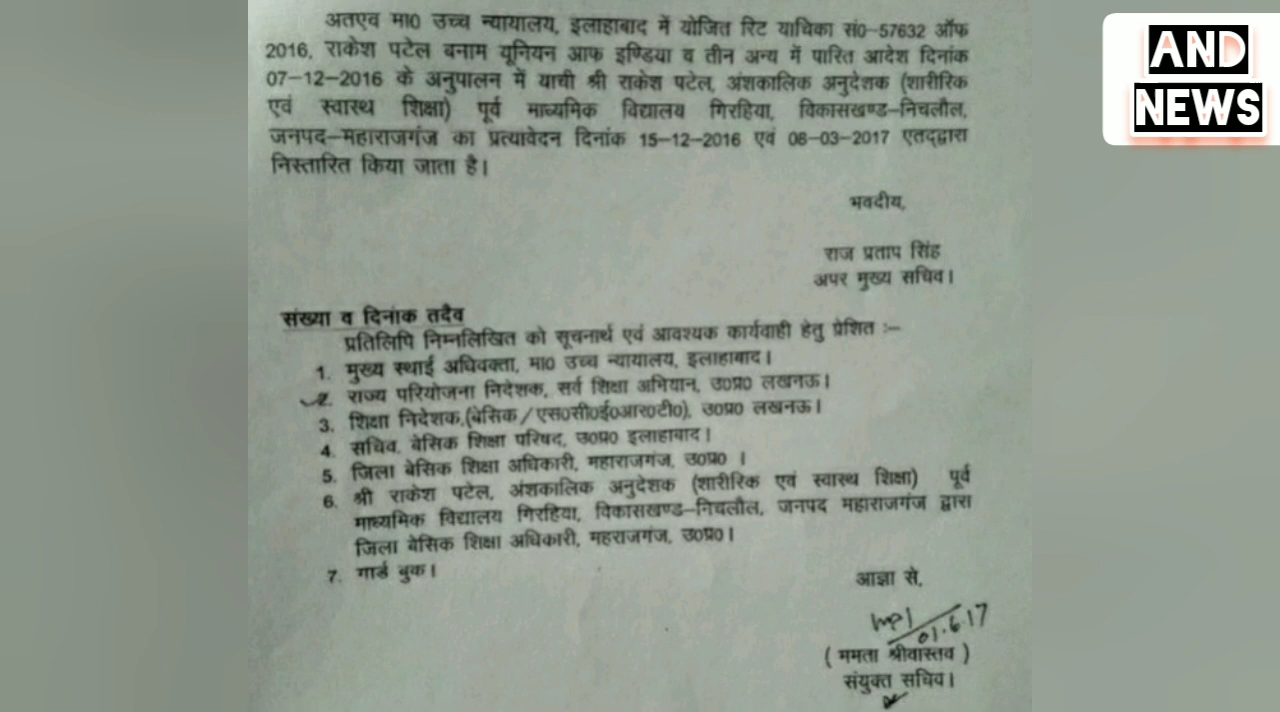 अतएव मा0 उच्च न्यायालय, इलाहाबाद में योजित रिट याचिका सं0-57632 ऑफ
2016, राकेश पटेल बनाम यूनियन आफ इण्डिया व तीन अन्य में पारित आदेश दिनांक
07-12-2016 के अनुपालन में याची श्री राकेश पटेल, अंशकालिक अनुदेशक (शारीरिक
एवं स्वास्थ शिक्षा) पूर्व माध्यमिक विद्यालय गिरहिया, विकासखण्ड-निचलौल,
जनपद-महाराजगंज का प्रत्यावेदन दिनांक 15-12-2016 एवं 06-03-2017 एतद्द्वारा
निस्तारित किया जाता है।
भवदीय,
राज प्रताप सिंह
अपर मुख्य सचिव।
संख्या व दिनांक तदैव
प्रतिलिपि निम्नलिखित को सूचनार्थ एवं आवश्यक कार्यवाही हेतु प्रेशित :-
1. मुख्य स्थाई अधिवक्ता, मा0 उच्च न्यायालय, इलाहाबाद।
2. राज्य परियोजना निदेशक, सर्व शिक्षा अभियान, उ0प्र0 लखनऊ।
3. शिक्षा निदेशक,(बेसिक/एस0सी0ई0आर0टी0), उ0प्र0 लखनऊ।
4. सचिव, बेसिक शिक्षा परिषद, उ0प्र0 इलाहाबाद।
5. जिला बेसिक शिक्षा अधिकारी, महाराजगंज, उ0प्र0 ।
6. श्री राकेश पटेल, अंशकालिक अनुदेशक (शारीरिक एवं स्वास्थ शिक्षा) पूर्व
माध्यमिक विद्यालय गिरहिया, विकासखण्ड-निचलौल, जनपद महाराजगंज द्वारा
जिला बेसिक शिक्षा अधिकारी, महराजगंज, उ0प्र0।
7. गार्ड बुक।
आज्ञा से,
01.6.17
( ममता श्रीवास्तव )
संयुक्त सचिव।
AND
NEWS